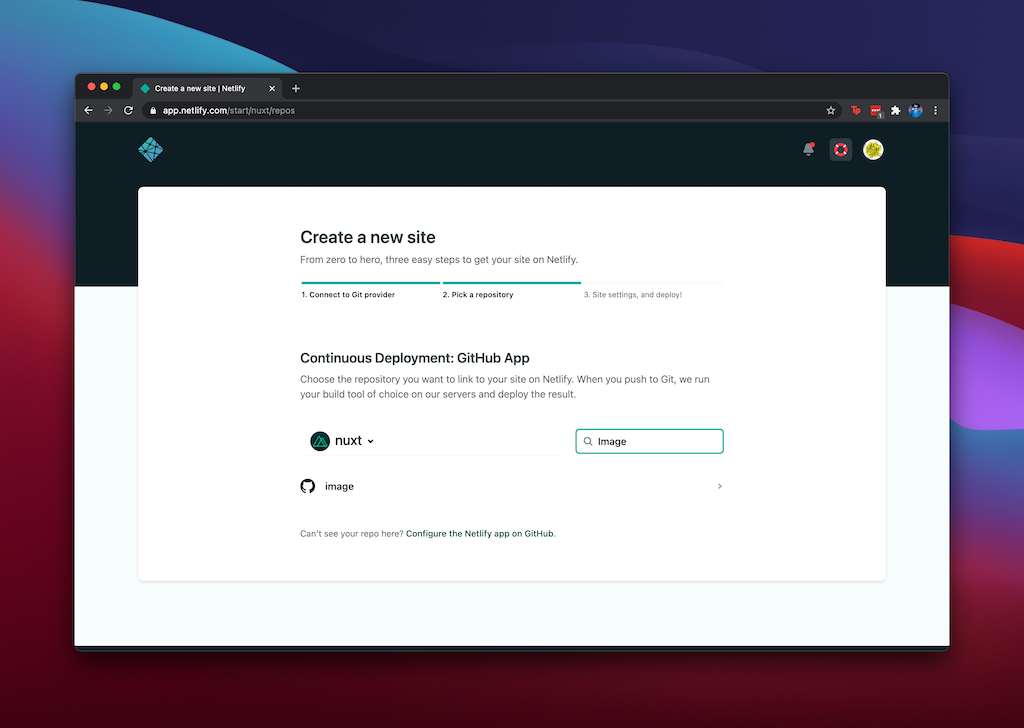 Create a new site | Netlify
app.netlify.com/start/nuxt/repos
Tp
1
Create a new site
From zero to hero, three easy steps to get your site on Netlify.
1. Connect to Git provider
2. Pick a repository
3. Site settings, and deploy!
Continuous Deployment: GitHub App
Choose the repository you want to link to your site on Netlify. When you push to Git, we run
your build tool of choice on our servers and deploy the result.
nuxt
Image
image
Can't see your repo here? Configure the Netlify app on GitHub.